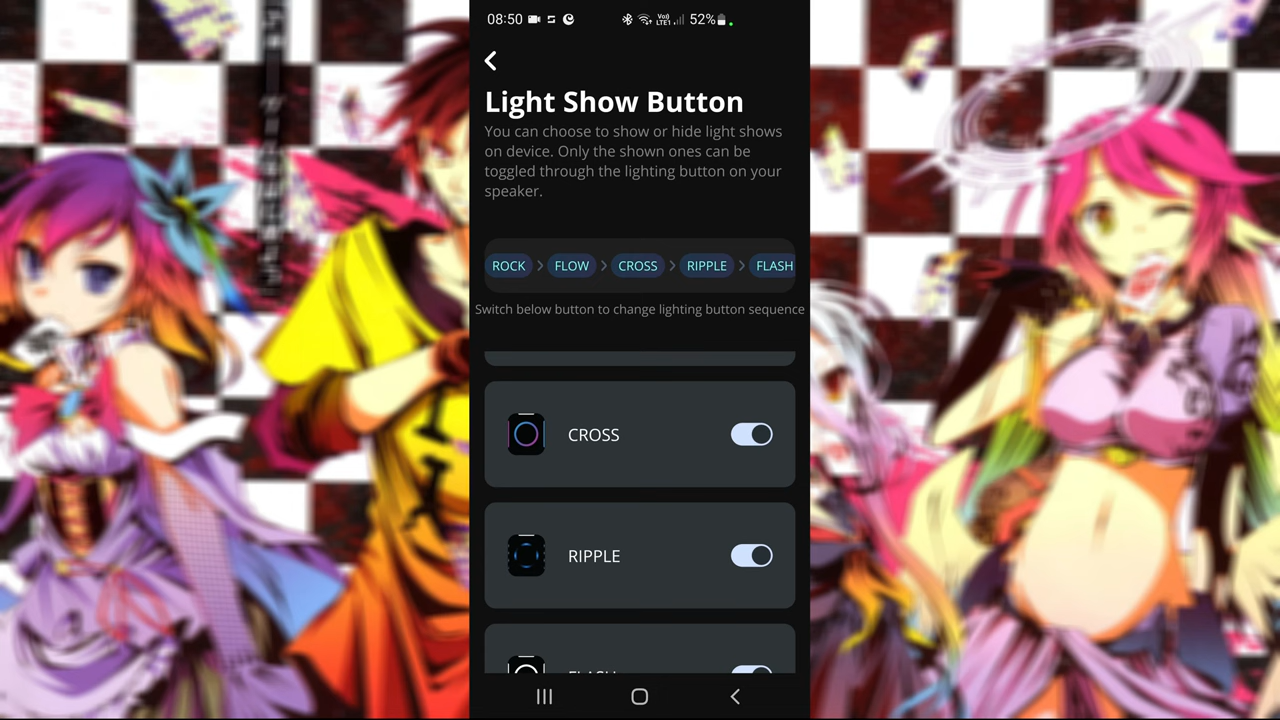 08:50
VoLTE1 52%
Light Show Button
You can choose to show or hide light shows
on device. Only the shown ones can be
toggled through the lighting button on your
speaker.
ROCK > FLOW > CROSS > RIPPLE > FLASH
Switch below button to change lighting button sequence
CROSS
RIPPLE